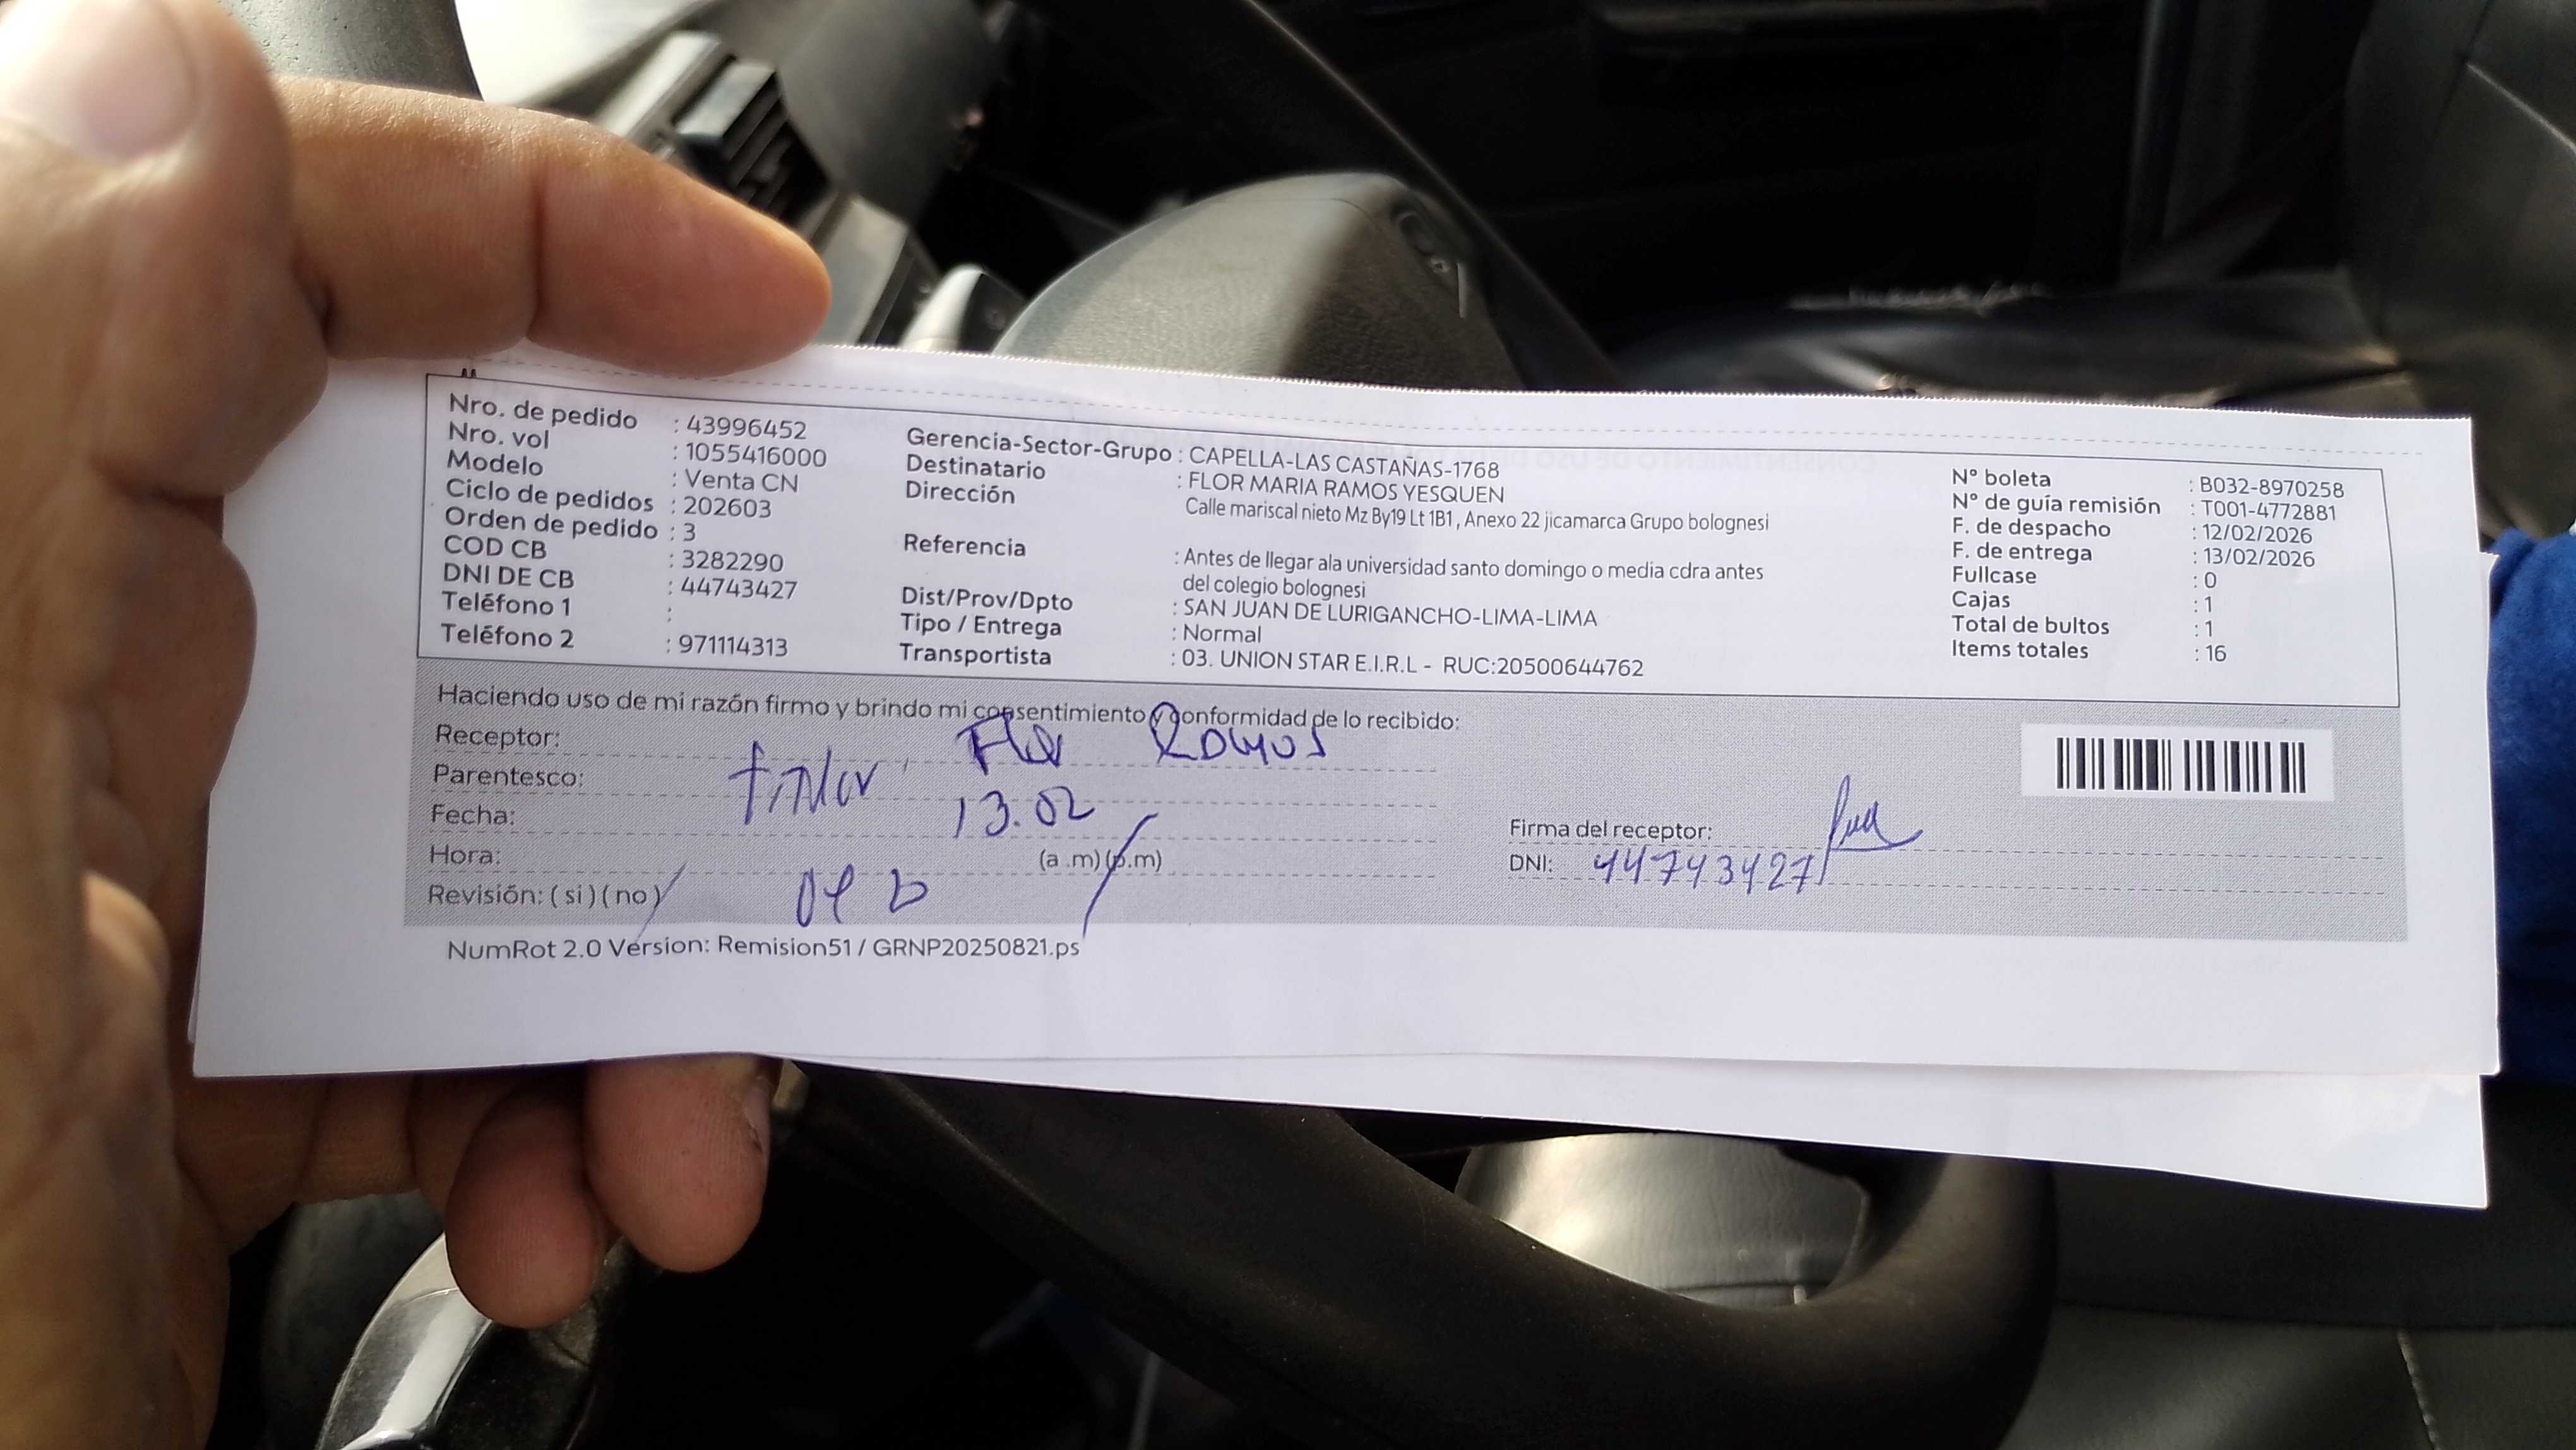 Nro. de pedido : 43996452
Nro. vol : 1055416000
Modelo : Venta CN
Ciclo de pedidos : 202603
Orden de pedido : 3
COD CB : 3282290
DNI DE CB : 44743427
Teléfono 1 :
Teléfono 2 : 971114313
Gerencia-Sector-Grupo : CAPELLA-LAS CASTAÑAS-1768
Destinatario : FLOR MARIA RAMOS YESQUEN
Dirección Calle mariscal nieto Mz By19 Lt 1B1 , Anexo 22 jicamarca Grupo bolognesi
Referencia : Antes de llegar ala universidad santo domingo o media cdra antes
del colegio bolognesi
Dist/Prov/Dpto : SAN JUAN DE LURIGANCHO-LIMA-LIMA
Tipo / Entrega : Normal
Transportista : 03. UNION STAR E.I.R.L - RUC:20500644762
N° boleta : B032-8970258
N° de guía remisión : T001-4772881
F. de despacho : 12/02/2026
F. de entrega : 13/02/2026
Fullcase : 0
Cajas : 1
Total de bultos : 1
Items totales : 16
Haciendo uso de mi razón firmo y brindo mi consentimiento y conformidad de lo recibido:
Receptor: Flor Ramos
Parentesco:
Fecha: 13.02
Hora: (a .m) (p.m)
Revisión: ( si ) ( no )
Firma del receptor:
DNI: 44743427
NumRot 2.0 Version: Remision51 / GRNP20250821.ps